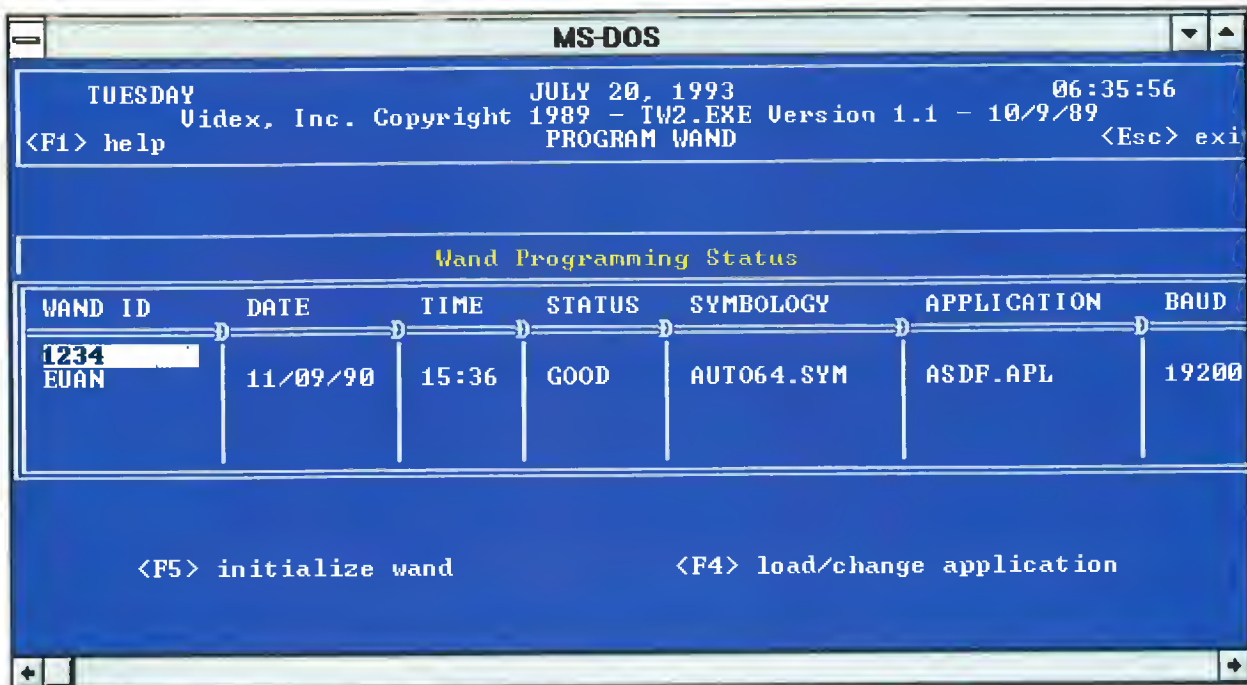 MS-DOS
TUESDAY JULY 20, 1993 06:35:56
Videx, Inc. Copyright 1989 - TW2.EXE Version 1.1 - 10/9/89
<F1> help PROGRAM WAND <Esc> exi
Wand Programming Status
WAND ID DATE TIME STATUS SYMBOLOGY APPLICATION BAUD
1234
EUAN 11/09/90 15:36 GOOD AUTO64.SYM ASDF.APL 19200
<F5> initialize wand <F4> load/change application